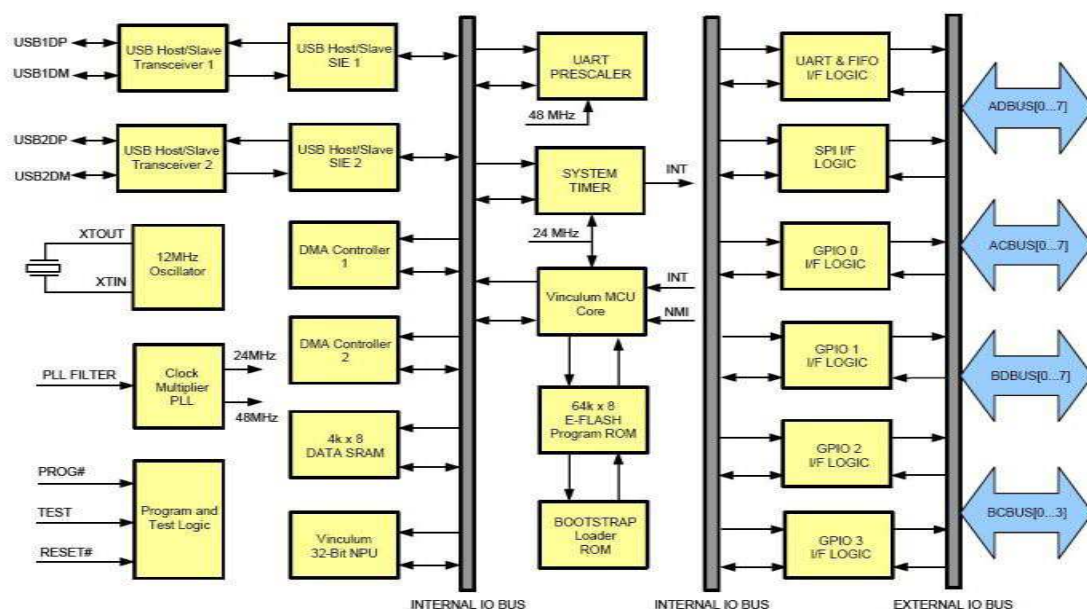 USB1DP
USB1DM
USB Host/Slave
Transceiver 1
USB Host/Slave
SIE 1
USB2DP
USB2DM
USB Host/Slave
Transceiver 2
USB Host/Slave
SIE 2
XTOUT
XTIN
12MHz
Oscillator
DMA Controller
1
PLL FILTER
Clock
Multiplier
PLL
24MHz
48MHz
DMA Controller
2
4k x 8
DATA SRAM
PROG#
TEST
RESET#
Program and
Test Logic
Vinculum
32-Bit NPU
INTERNAL IO BUS
UART
PRESCALER
48 MHz
SYSTEM
TIMER
INT
24 MHz
Vinculum MCU
Core
INT
NMI
64k x 8
E-FLASH
Program ROM
BOOTSTRAP
Loader
ROM
INTERNAL IO BUS
UART & FIFO
I/F LOGIC
SPI I/F
LOGIC
GPIO 0
I/F LOGIC
GPIO 1
I/F LOGIC
GPIO 2
I/F LOGIC
GPIO 3
I/F LOGIC
EXTERNAL IO BUS
ADBUS[0...7]
ACBUS[0...7]
BDBUS[0...7]
BCBUS[0...3]